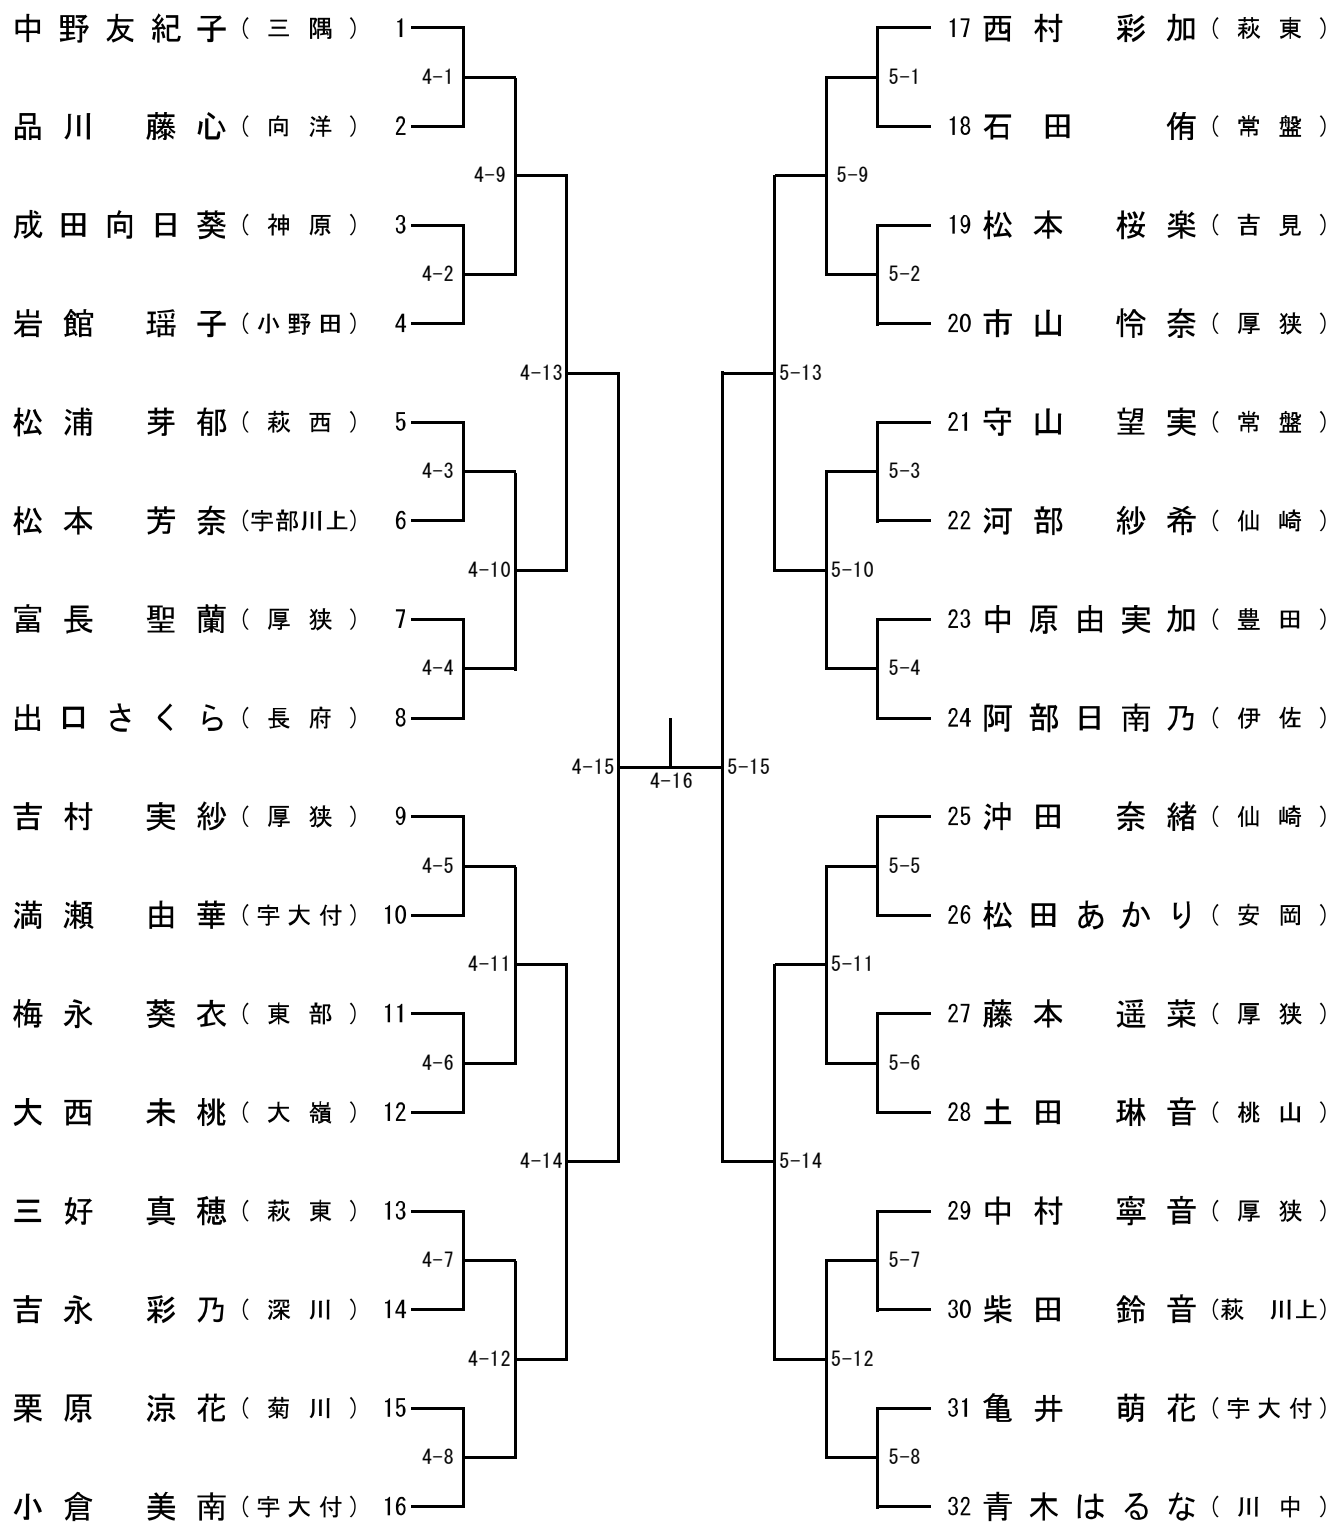 中野友紀子（三隅） 1
4-1
品川 藤心（向洋） 2
4-9
成田向日葵（神原） 3
4-2
岩館 瑶子（小野田） 4
4-13
松浦 芽郁（萩西） 5
4-3
松本 芳奈（宇部川上） 6
4-10
富長 聖蘭（厚狭） 7
4-4
出口さくら（長府） 8
4-15
吉村 実紗（厚狭） 9
4-5
満瀬 由華（宇大付） 10
4-11
梅永 葵衣（東部） 11
4-6
大西 未桃（大嶺） 12
4-14
三好 真穂（萩東） 13
4-7
吉永 彩乃（深川） 14
4-12
栗原 涼花（菊川） 15
4-8
小倉 美南（宇大付） 16
4-16
17 西村 彩加（萩東）
5-1
18 石田 侑（常盤）
5-9
19 松本 桜楽（吉見）
5-2
20 市山 怜奈（厚狭）
5-13
21 守山 望実（常盤）
5-3
22 河部 紗希（仙崎）
5-10
23 中原由実加（豊田）
5-4
24 阿部日南乃（伊佐）
5-15
25 沖田 奈緒（仙崎）
5-5
26 松田あかり（安岡）
5-11
27 藤本 遥菜（厚狭）
5-6
28 土田 琳音（桃山）
5-14
29 中村 寧音（厚狭）
5-7
30 柴田 鈴音（萩 川上）
5-12
31 亀井 萌花（宇大付）
5-8
32 青木はるな（川中）